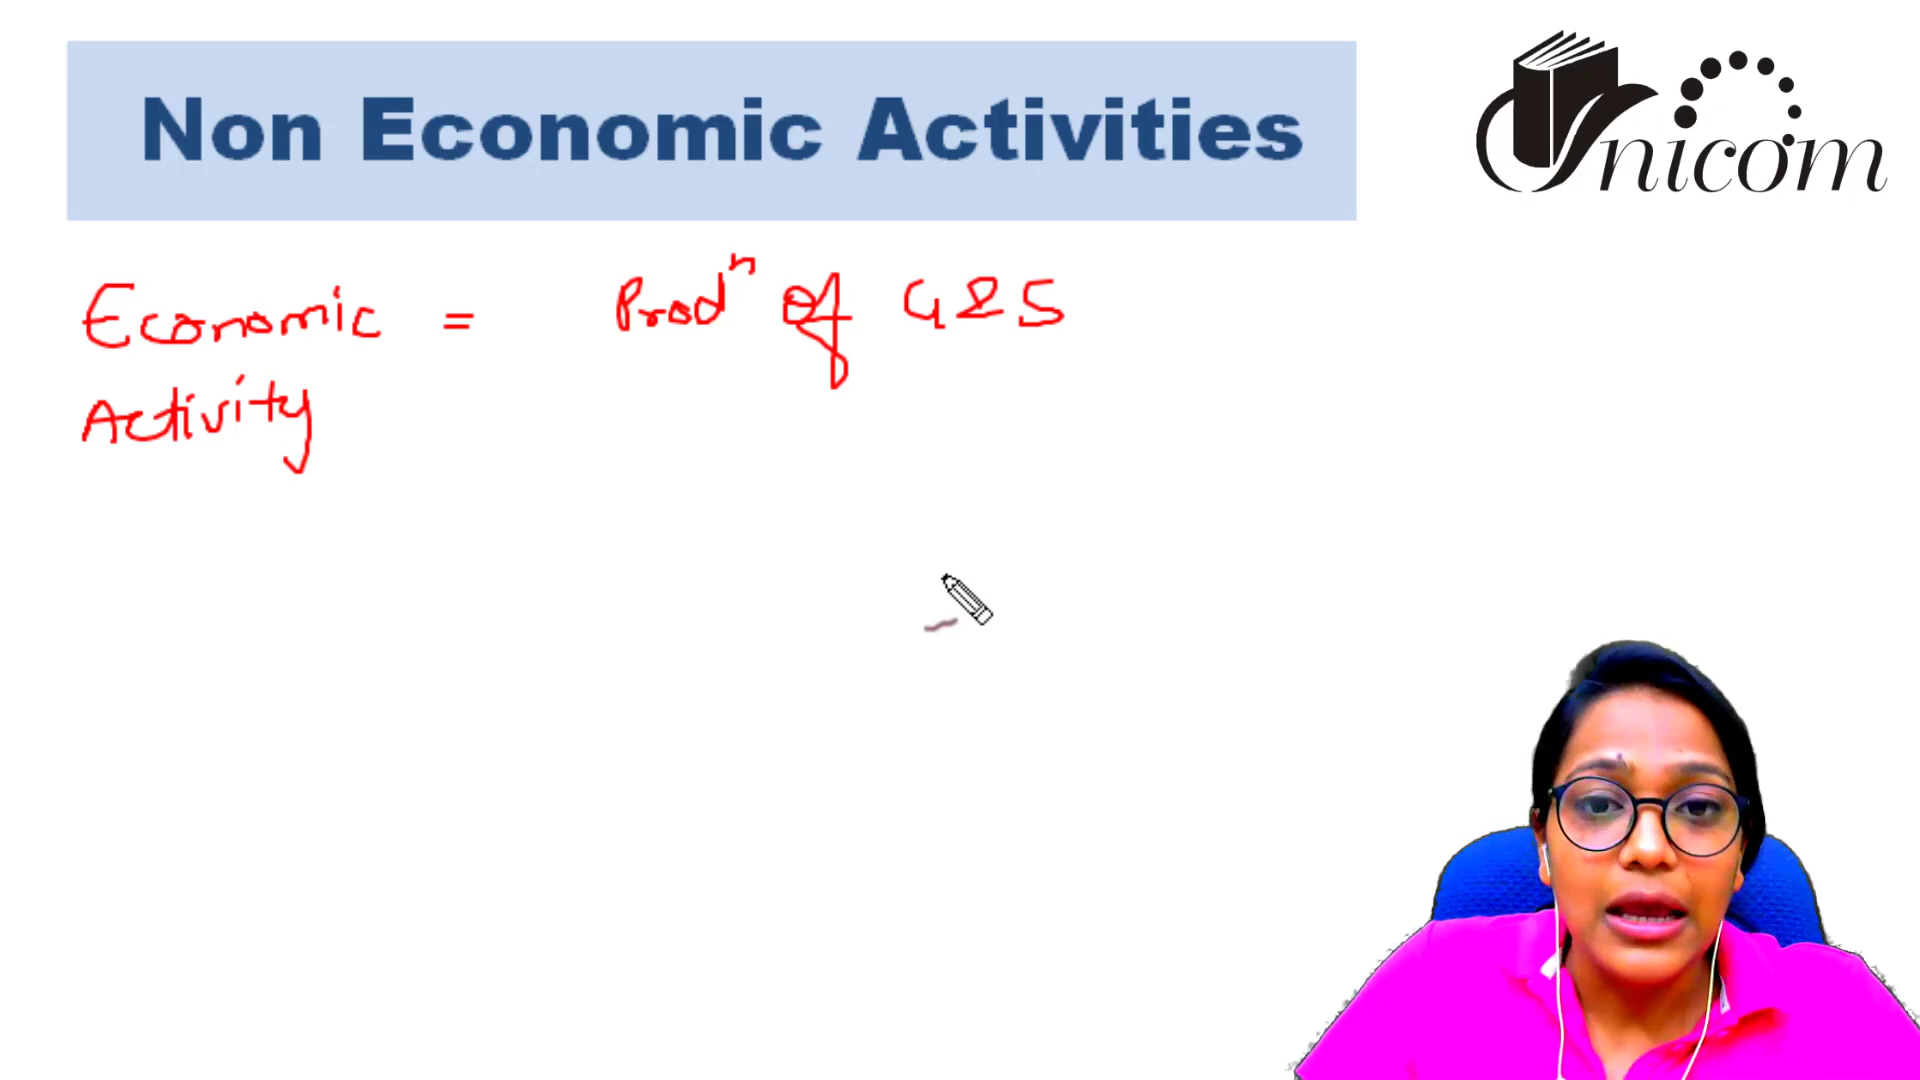 Non Economic Activities
Unicom
Economic = Prodⁿ of G&S
Activity